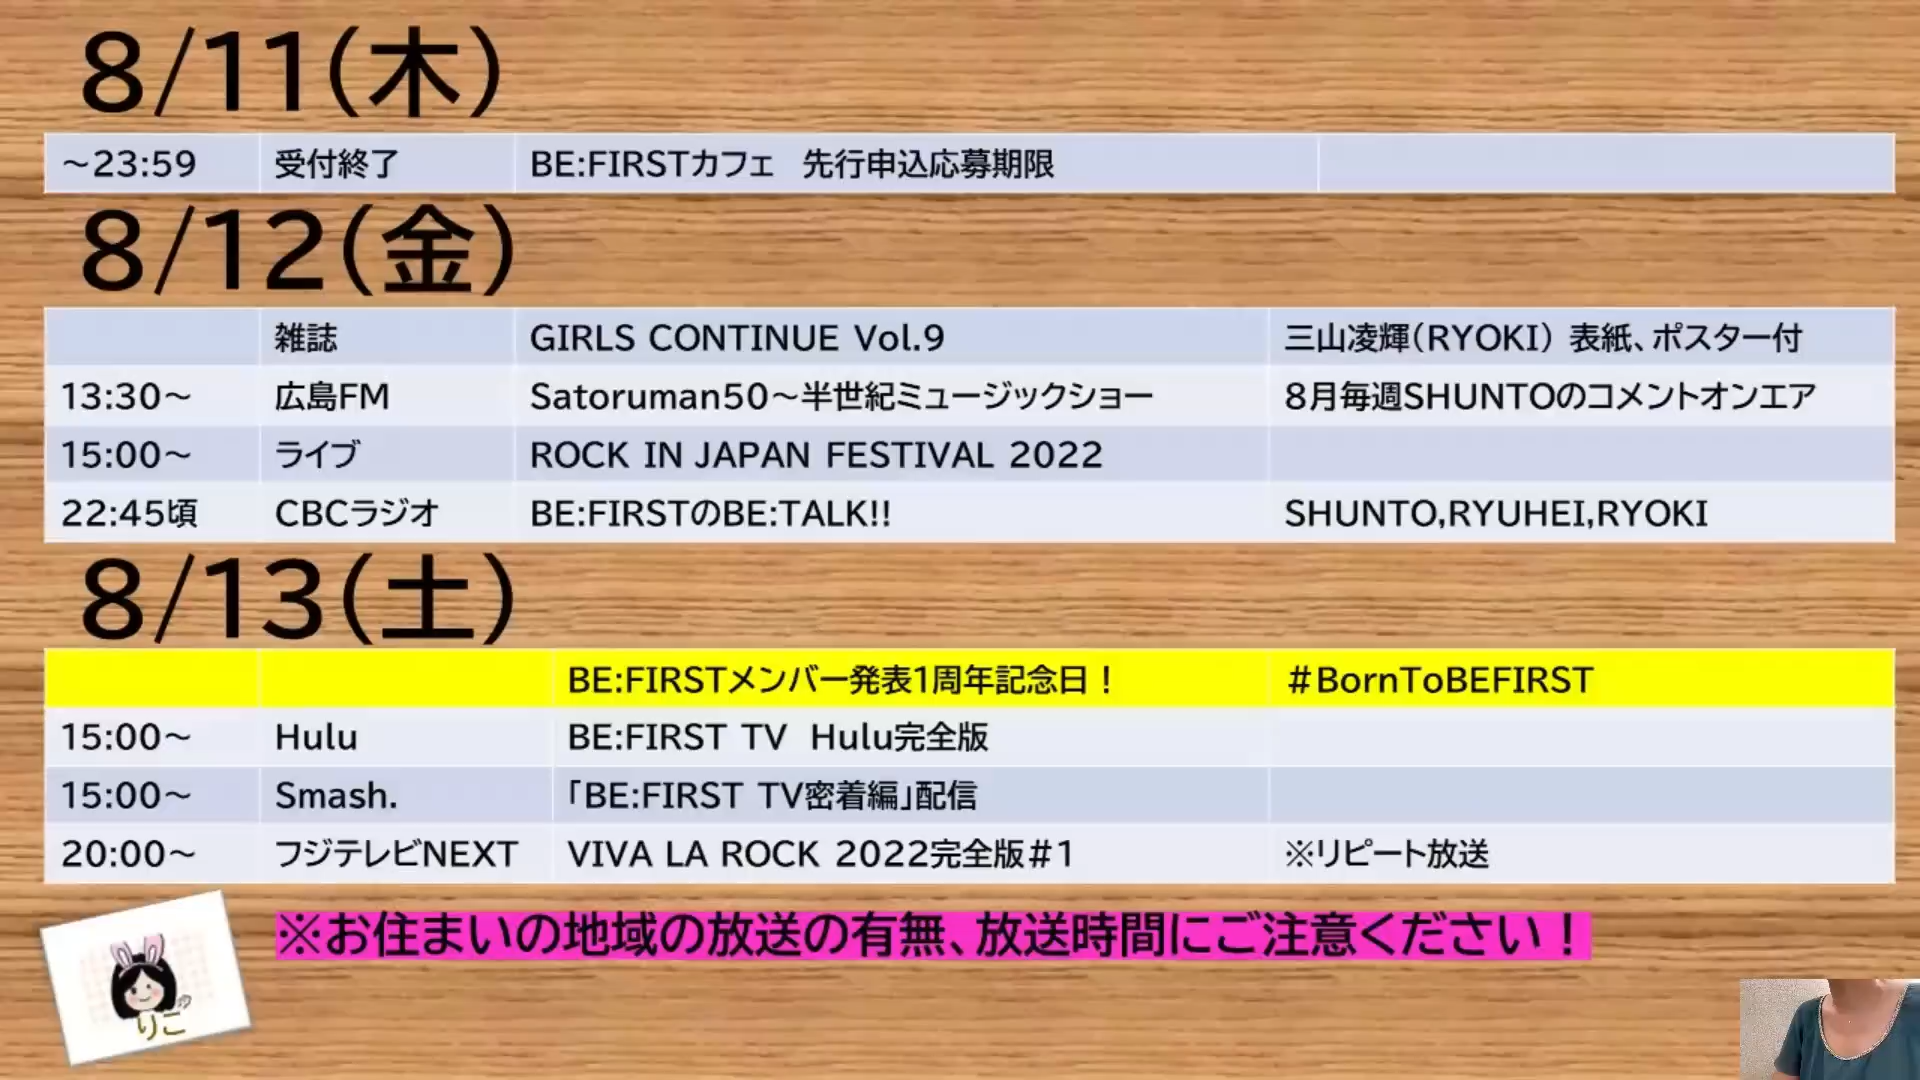 8/11(木)
～23:59 受付終了 BE:FIRSTカフェ 先行申込応募期限
8/12(金)
雑誌 GIRLS CONTINUE Vol.9 三山凌輝(RYOKI) 表紙、ポスター付
13:30～ 広島FM Satoruman50～半世紀ミュージックショー 8月毎週SHUNTOのコメントオンエア
15:00～ ライブ ROCK IN JAPAN FESTIVAL 2022
22:45頃 CBCラジオ BE:FIRSTのBE:TALK!! SHUNTO,RYUHEI,RYOKI
8/13(土)
BE:FIRSTメンバー発表1周年記念日！ #BornToBEFIRST
15:00～ Hulu BE:FIRST TV Hulu完全版
15:00～ Smash. 「BE:FIRST TV密着編」配信
20:00～ フジテレビNEXT VIVA LA ROCK 2022完全版#1 ※リピート放送
※お住まいの地域の放送の有無、放送時間にご注意ください！
りこ